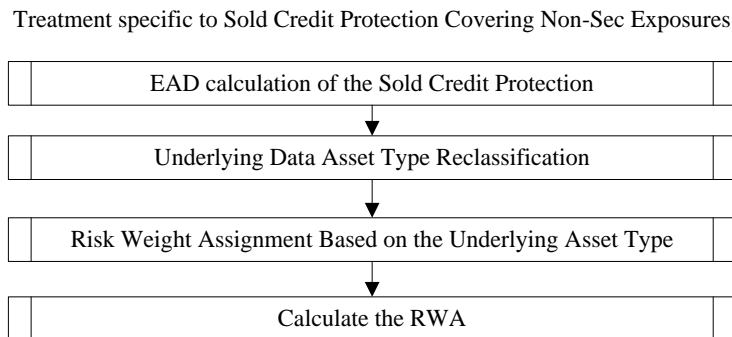 Treatment specific to Sold Credit Protection Covering Non-Sec Exposures
EAD calculation of the Sold Credit Protection
Underlying Data Asset Type Reclassification
Risk Weight Assignment Based on the Underlying Asset Type
Calculate the RWA